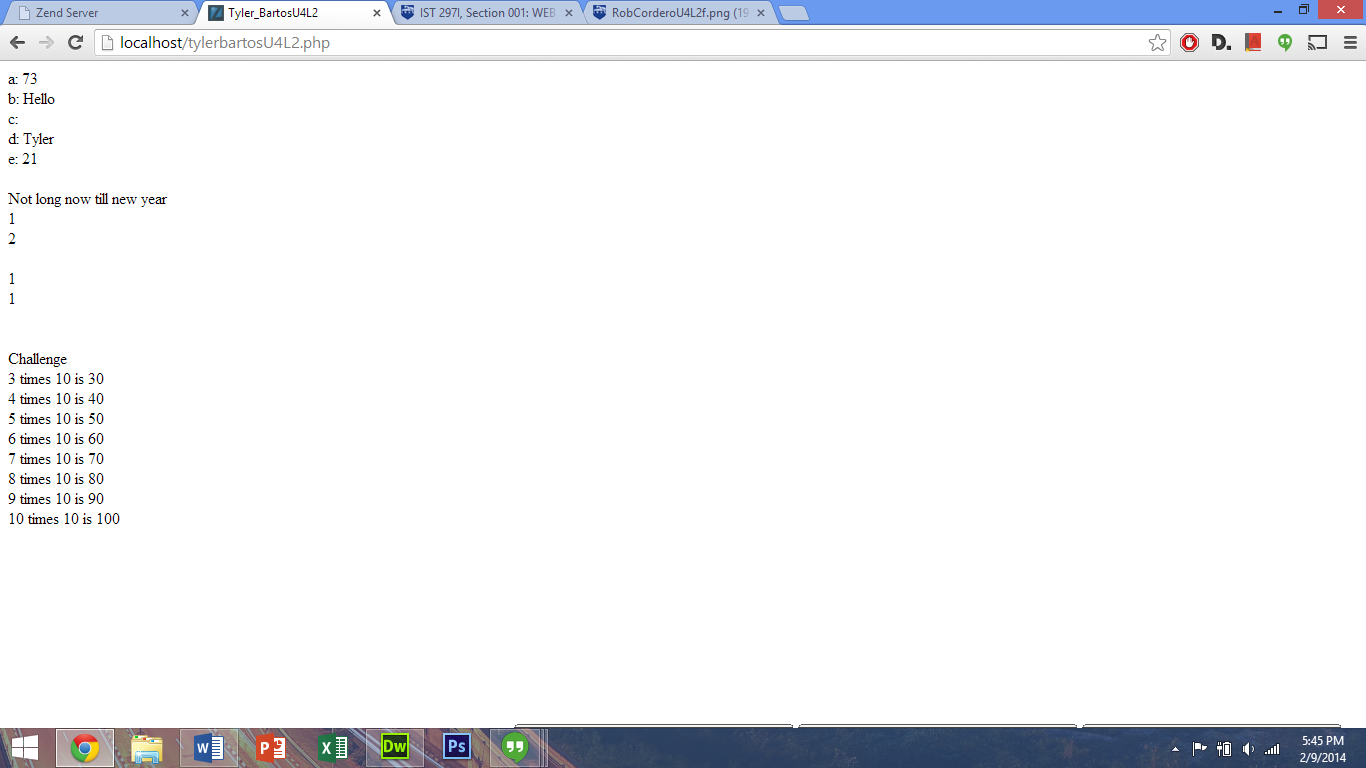 Zend Server
Tyler_BartosU4L2
IST 297I, Section 001: WEB
RobCorderoU4L2f.png (19
localhost/tylerbartosU4L2.php
D.
a: 73
b: Hello
c:
d: Tyler
e: 21
Not long now till new year
1
2
1
1
Challenge
3 times 10 is 30
4 times 10 is 40
5 times 10 is 50
6 times 10 is 60
7 times 10 is 70
8 times 10 is 80
9 times 10 is 90
10 times 10 is 100
Dw
Ps
5:45 PM
2/9/2014